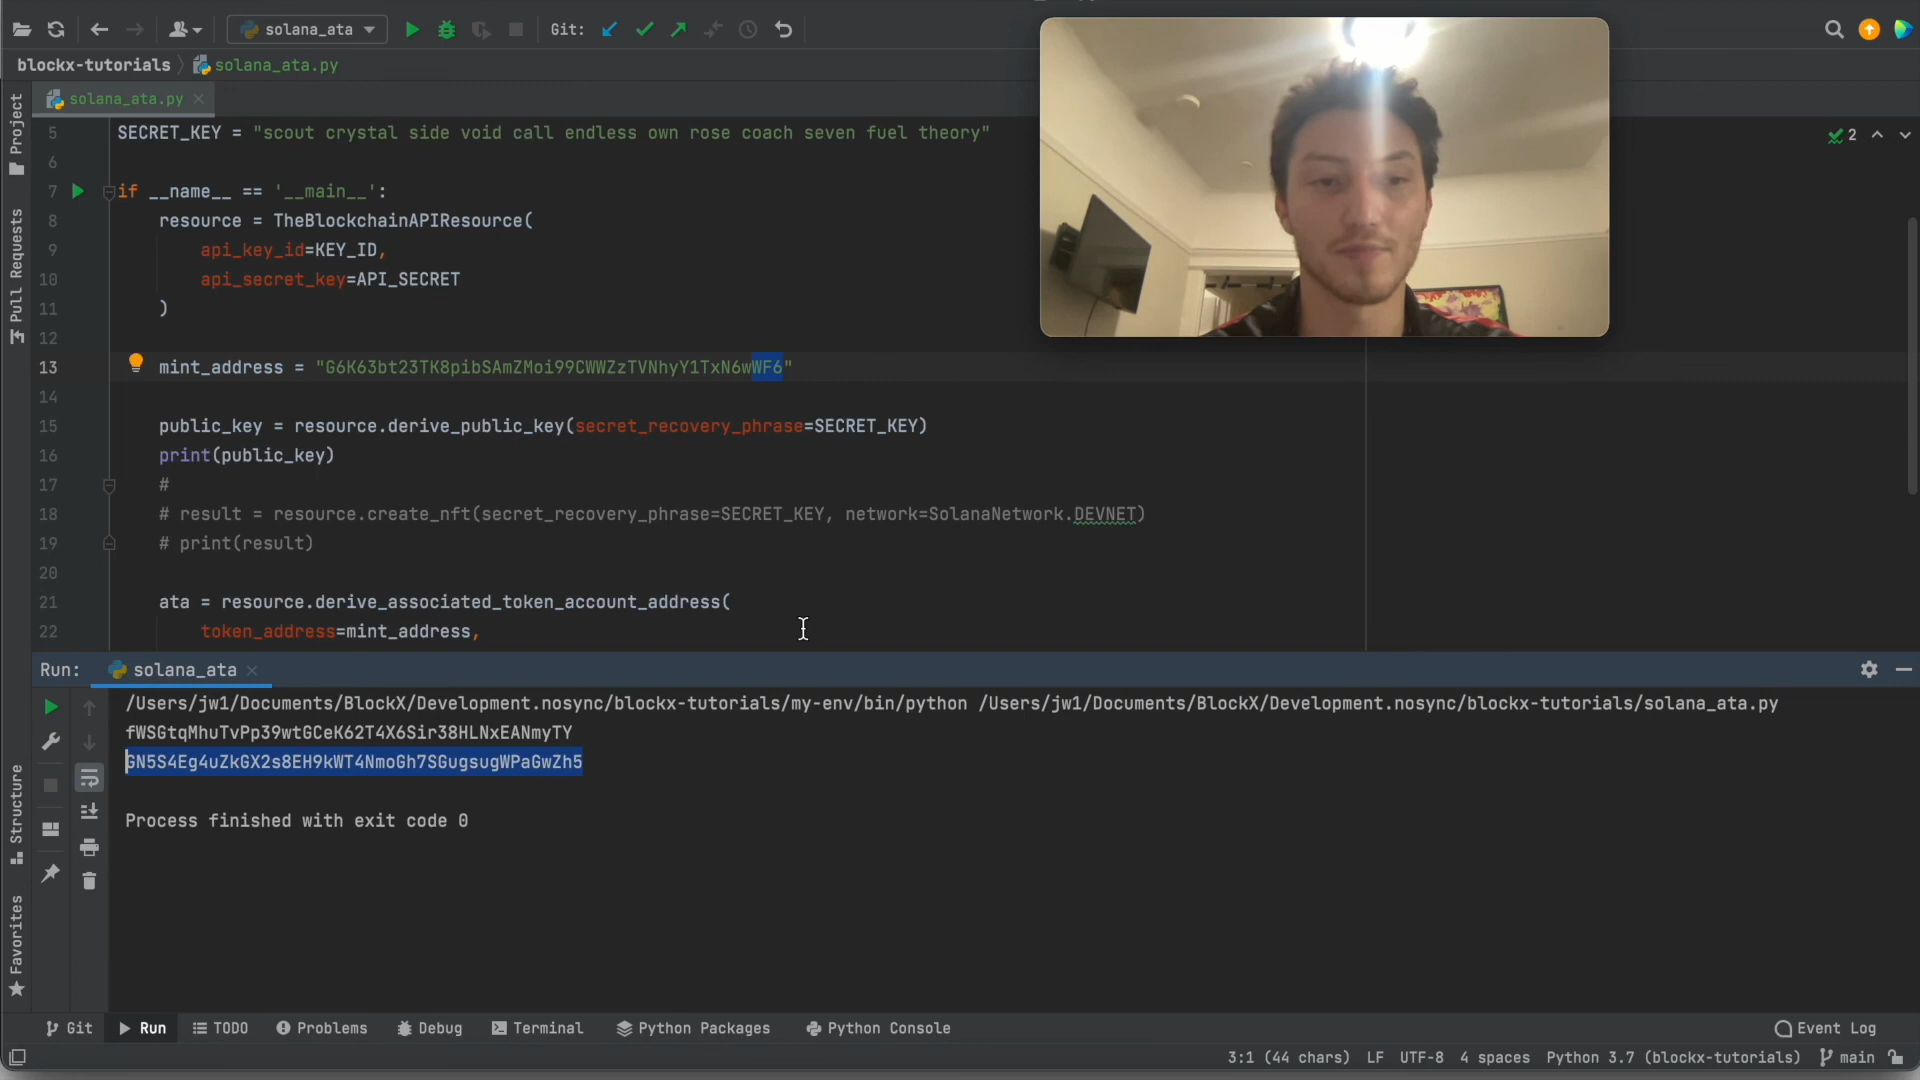 solana_ata
Git:
blockx-tutorials
solana_ata.py
solana_ata.py
Project
Pull Requests
Structure
Favorites
5 SECRET_KEY = "scout crystal side void call endless own rose coach seven fuel theory"
2
6
7 if __name__ == '__main__':
8 resource = TheBlockchainAPIResource(
9 api_key_id=KEY_ID,
10 api_secret_key=API_SECRET
11 )
12
13 mint_address = "G6K63bt23TK8pibSAmZMoi99CWWZzTVNhyY1TxN6wWF6"
14
15 public_key = resource.derive_public_key(secret_recovery_phrase=SECRET_KEY)
16 print(public_key)
17 #
18 # result = resource.create_nft(secret_recovery_phrase=SECRET_KEY, network=SolanaNetwork.DEVNET)
19 # print(result)
20
21 ata = resource.derive_associated_token_account_address(
22 token_address=mint_address,
Run: solana_ata
/Users/jw1/Documents/BlockX/Development.nosync/blockx-tutorials/my-env/bin/python /Users/jw1/Documents/BlockX/Development.nosync/blockx-tutorials/solana_ata.py
fWSGtqMhuTvPp39wtGCeK62T4X6Sir38HLNxEANmyTY
GN5S4Eg4uZkGX2s8EH9kWT4NmoGh7SGugsugWPaGwZh5
Process finished with exit code 0
Git Run TODO Problems Debug Terminal Python Packages Python Console Event Log
3:1 (44 chars) LF UTF-8 4 spaces Python 3.7 (blockx-tutorials) main